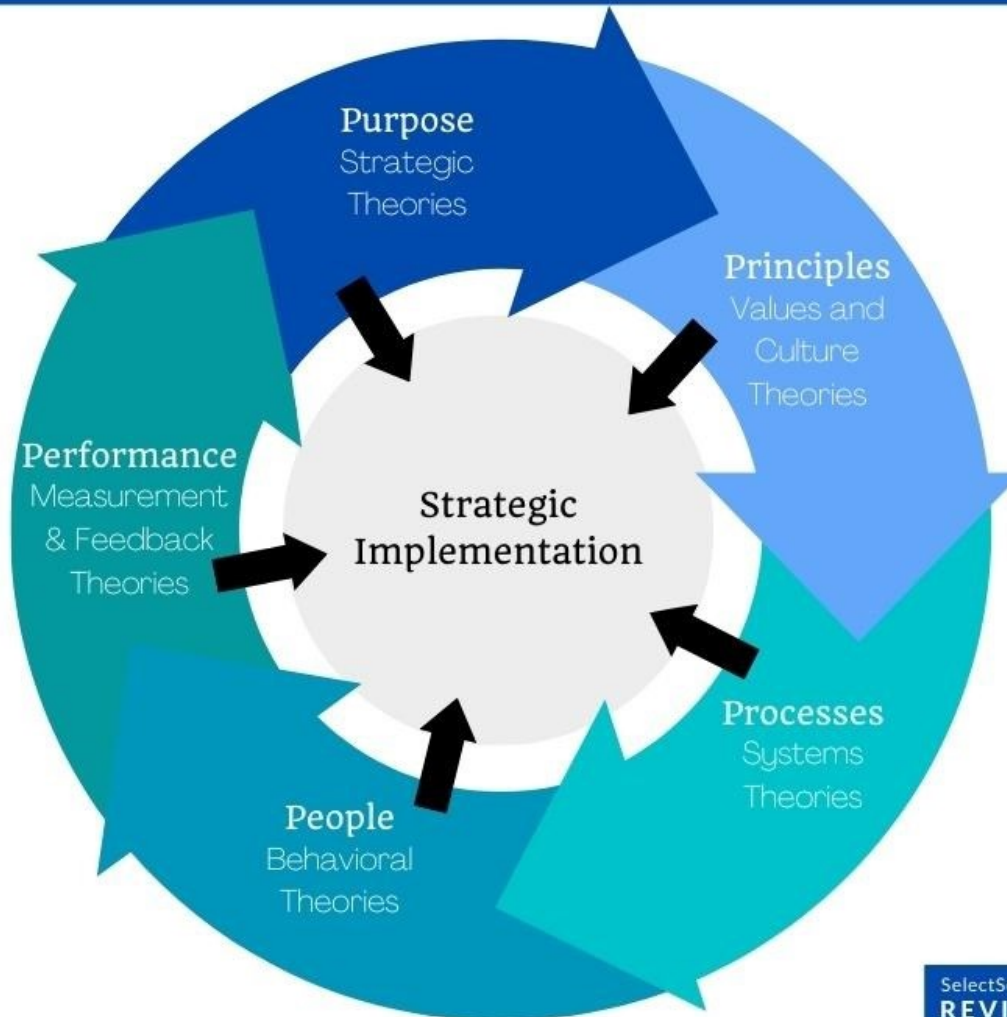 Purpose
Strategic
Theories
Principles
Values and
Culture
Theories
Processes
Systems
Theories
People
Behavioral
Theories
Performance
Measurement
& Feedback
Theories
Strategic
Implementation